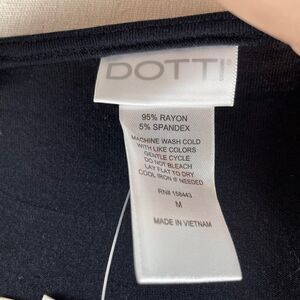 DOTTI
95% RAYON
5% SPANDEX
MACHINE WASH COLD
WITH LIKE COLORS
GENTLE CYCLE
DO NOT BLEACH
LAY FLAT TO DRY
COOL IRON IF NEEDED
RN# 156443
M
MADE IN VIETNAM